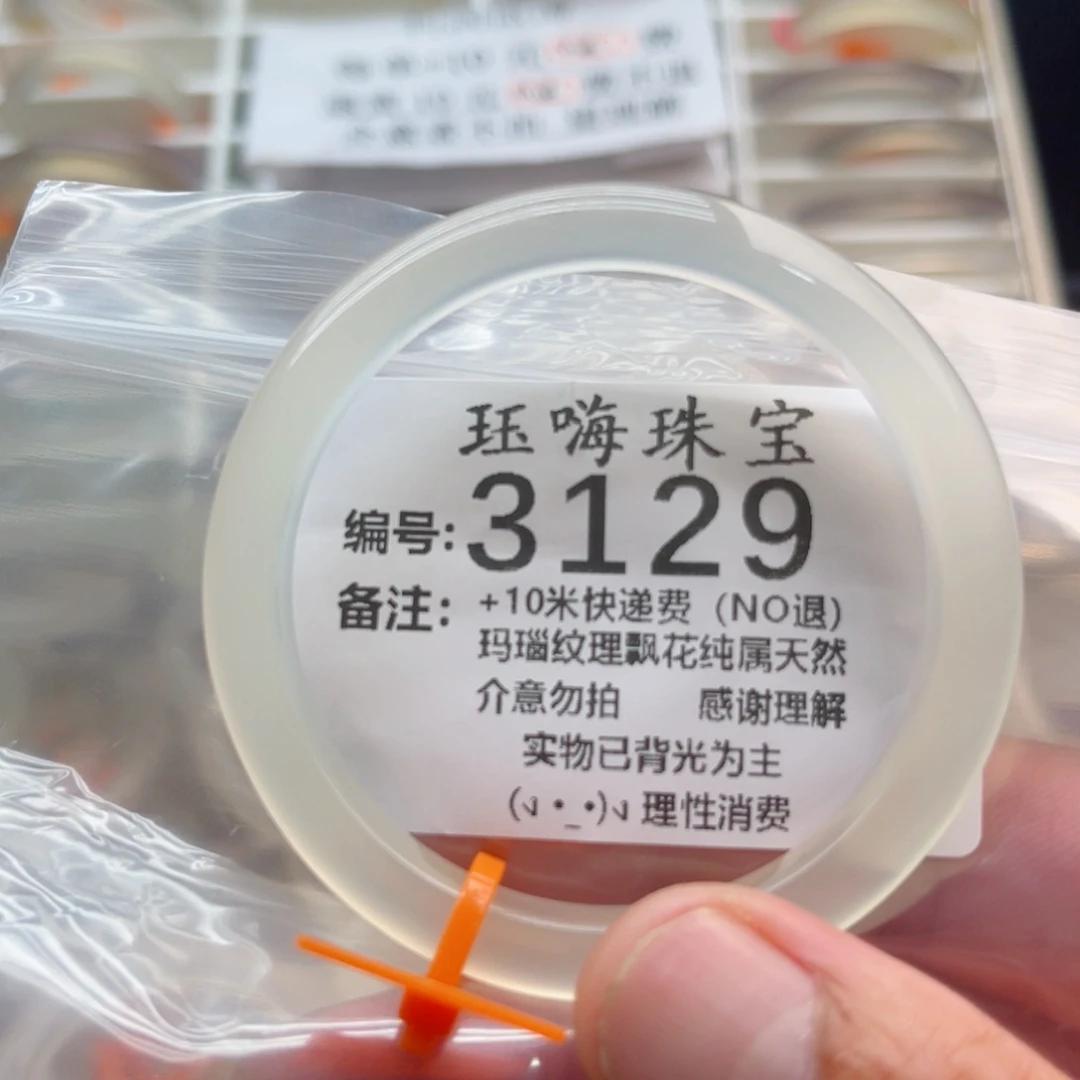 珏嗨珠宝
编号:3129
备注: +10米快递费 (NO退)
玛瑙纹理飘花纯属天然
介意勿拍 感谢理解
实物已背光为主
(ง •_•)ง 理性消费